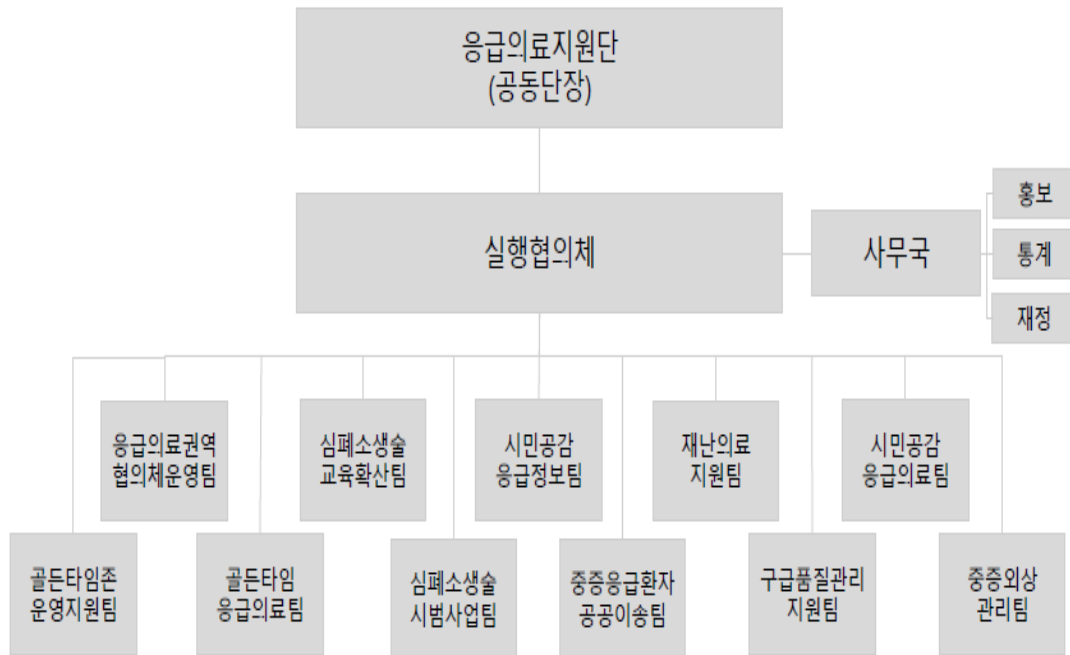 응급의료지원단
(공동단장)
실행협의체
사무국
홍보
통계
재정
응급의료권역
협의체운영팀
심폐소생술
교육확산팀
시민공감
응급정보팀
재난의료
지원팀
시민공감
응급의료팀
골든타임존
운영지원팀
골든타임
응급의료팀
심폐소생술
시범사업팀
중증응급환자
공공이송팀
구급품질관리
지원팀
중증외상
관리팀